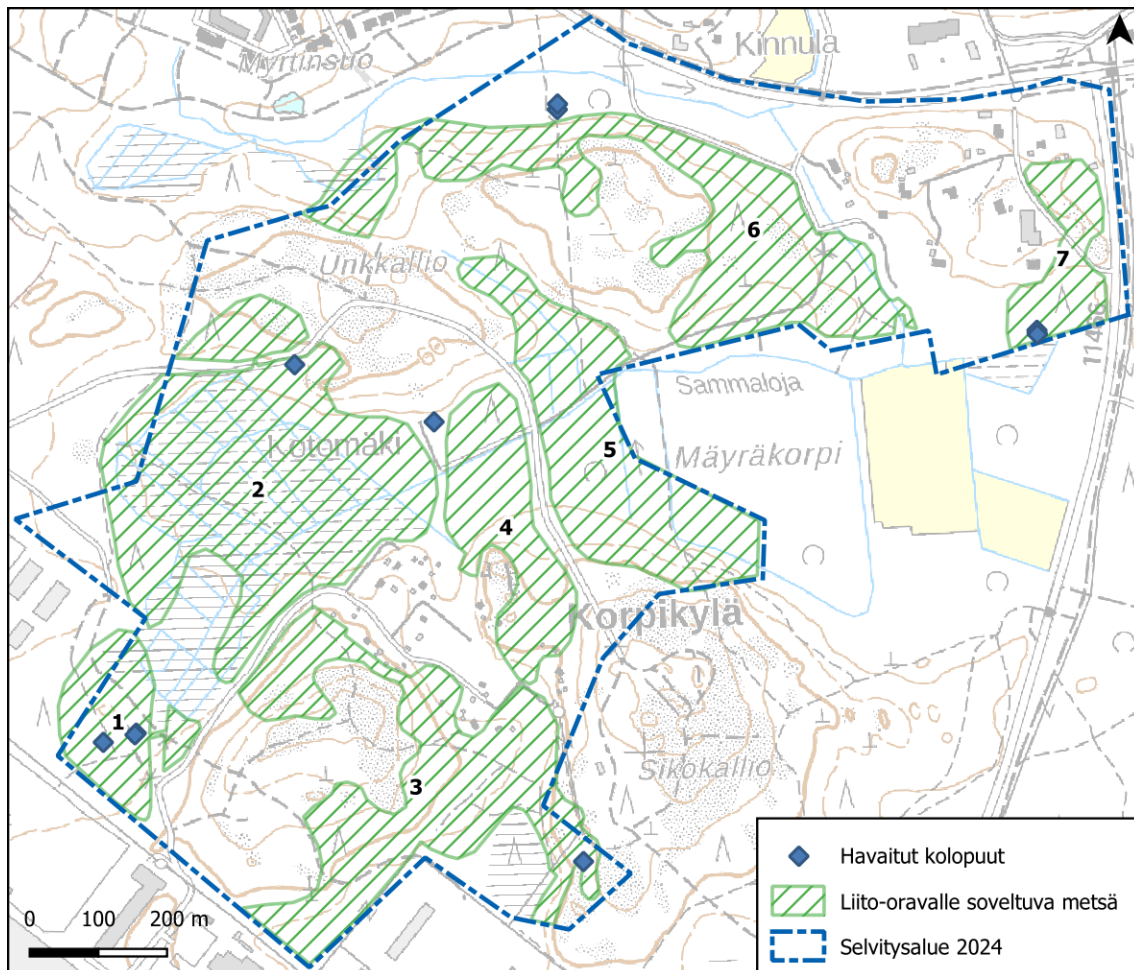 Myrtinsuo
Kinnula
6
7
Unkkallio
60
Sammaloja
11466
Kotomäki
5
Mäyräkorpi
2
4
Korpikylä
1
3
Sikokallio
Havaitut kolopuut
Liito-oravalle soveltuva metsä
Selvitysalue 2024
0 100 200 m